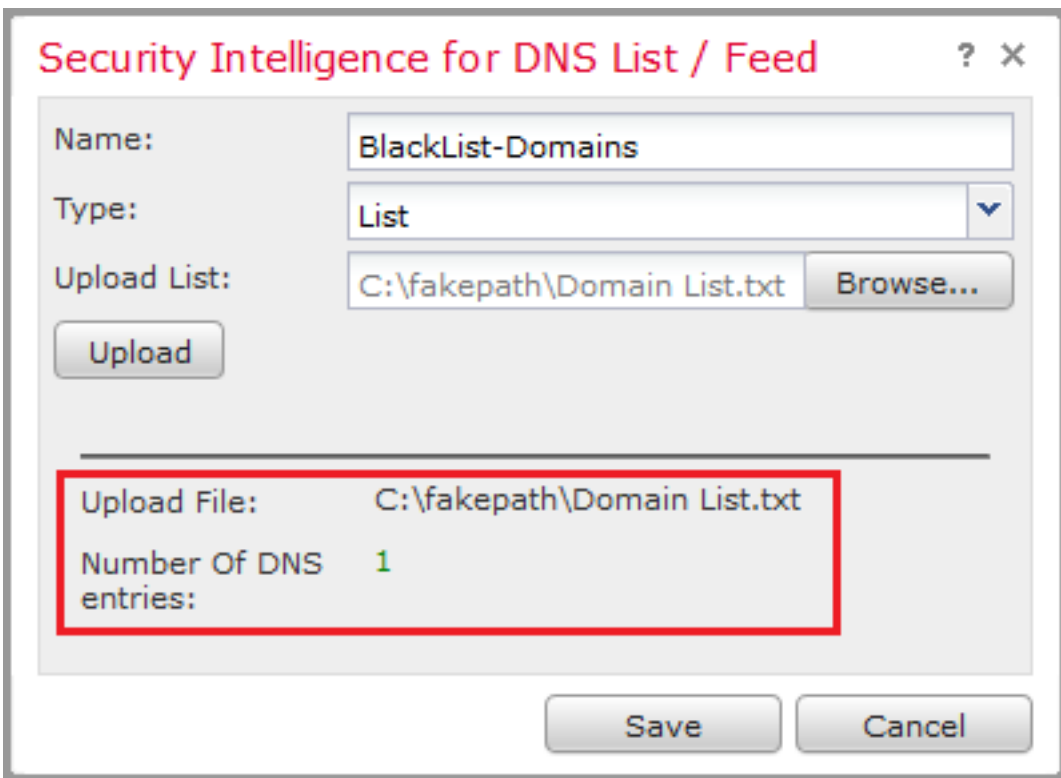 Security Intelligence for DNS List / Feed ? ×
Name: BlackList-Domains
Type: List
Upload List: C:\fakepath\Domain List.txt Browse...
Upload
Upload File: C:\fakepath\Domain List.txt
Number Of DNS 1
entries:
Save Cancel